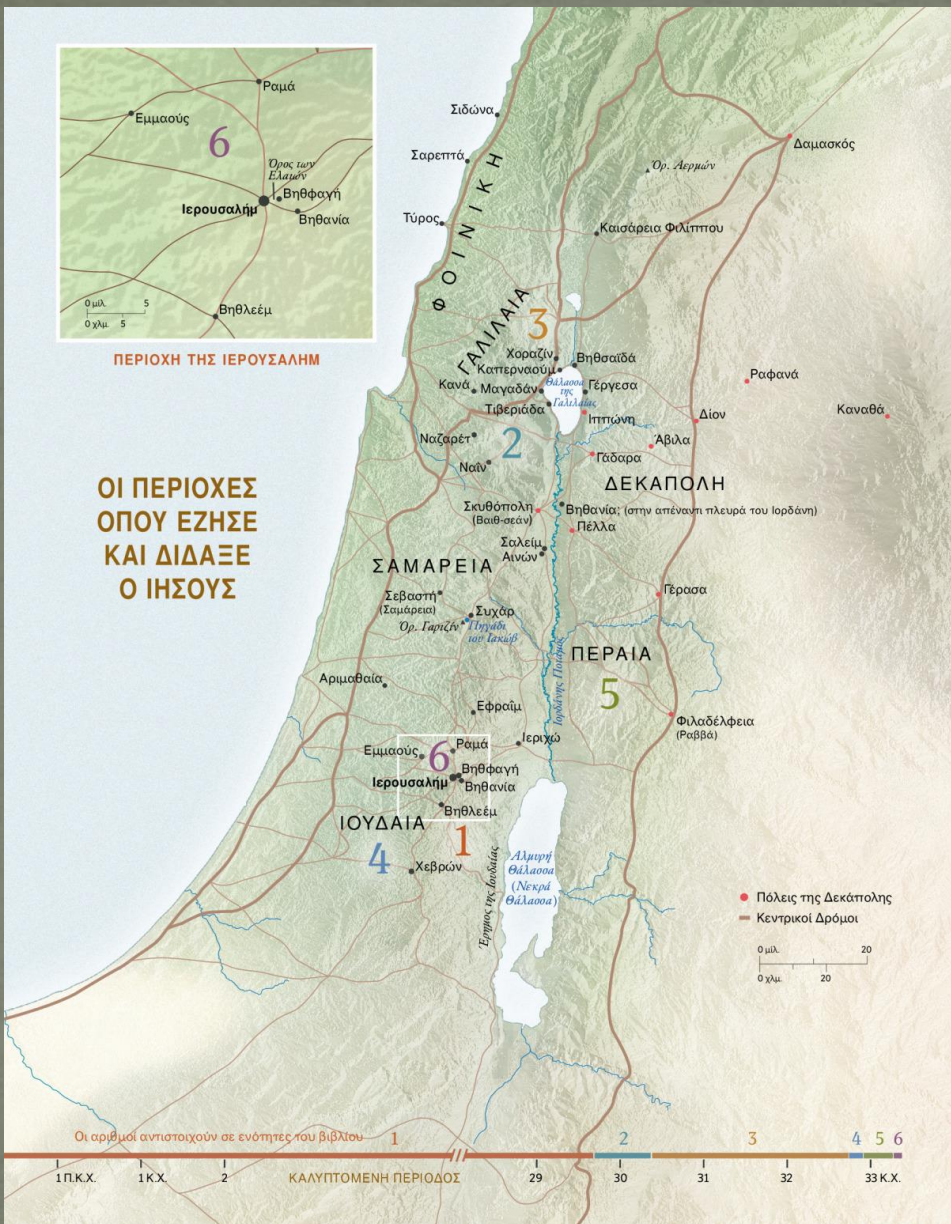 Ραμά
Εμμαούς
6
Όρος των
Ελαιών
Βηθφαγή
Ιερουσαλήμ
Βηθανία
Βηθλεέμ
0 μίλ. 5
0 χλμ. 5
ΠΕΡΙΟΧΗ ΤΗΣ ΙΕΡΟΥΣΑΛΗΜ
ΟΙ ΠΕΡΙΟΧΕΣ
ΟΠΟΥ ΕΖΗΣΕ
ΚΑΙ ΔΙΔΑΞΕ
Ο ΙΗΣΟΥΣ
Σιδώνα
Δαμασκός
Σαρεπτά
Όρ. Αερμών
Τύρος
Καισάρεια Φιλίππου
ΦΟΙΝΙΚΗ
ΓΑΛΙΛΑΙΑ
3
Χοραζίν
Βηθσαϊδά
Καπερναούμ
Ραφανά
Κανά
Μαγαδάν
Θάλασσα
της
Γαλιλαίας
Γέργεσα
Τιβεριάδα
Ιππώνη
Δίον
Καναθά
Ναζαρέτ
2
Άβιλα
Ναΐν
Γάδαρα
ΔΕΚΑΠΟΛΗ
Σκυθόπολη
(Βαιθ-σεάν)
Βηθανία; (στην απέναντι πλευρά του Ιορδάνη)
Πέλλα
Σαλείμ
Αινών
ΣΑΜΑΡΕΙΑ
Σεβαστή
(Σαμάρεια)
Γέρασα
Συχάρ
Όρ. Γαριζίν
Πηγάδι
του Ιακώβ
Ιορδάνης Ποταμός
ΠΕΡΑΙΑ
5
Αριμαθαία
Εφραΐμ
Φιλαδέλφεια
(Ραββά)
Ιεριχώ
Ραμά
Εμμαούς
6
Βηθφαγή
Ιερουσαλήμ
Βηθανία
Βηθλεέμ
ΙΟΥΔΑΙΑ
1
4
Χεβρών
Έρημος της Ιουδαίας
Αλμυρή
Θάλασσα
(Νεκρά
Θάλασσα)
Πόλεις της Δεκάπολης
Κεντρικοί Δρόμοι
0 μίλ. 20
0 χλμ. 20
Οι αριθμοί αντιστοιχούν σε ενότητες του βιβλίου 1 2 3 4 5 6
1 Π.Κ.Χ. 1 Κ.Χ. 2 ΚΑΛΥΠΤΟΜΕΝΗ ΠΕΡΙΟΔΟΣ 29 30 31 32 33 Κ.Χ.